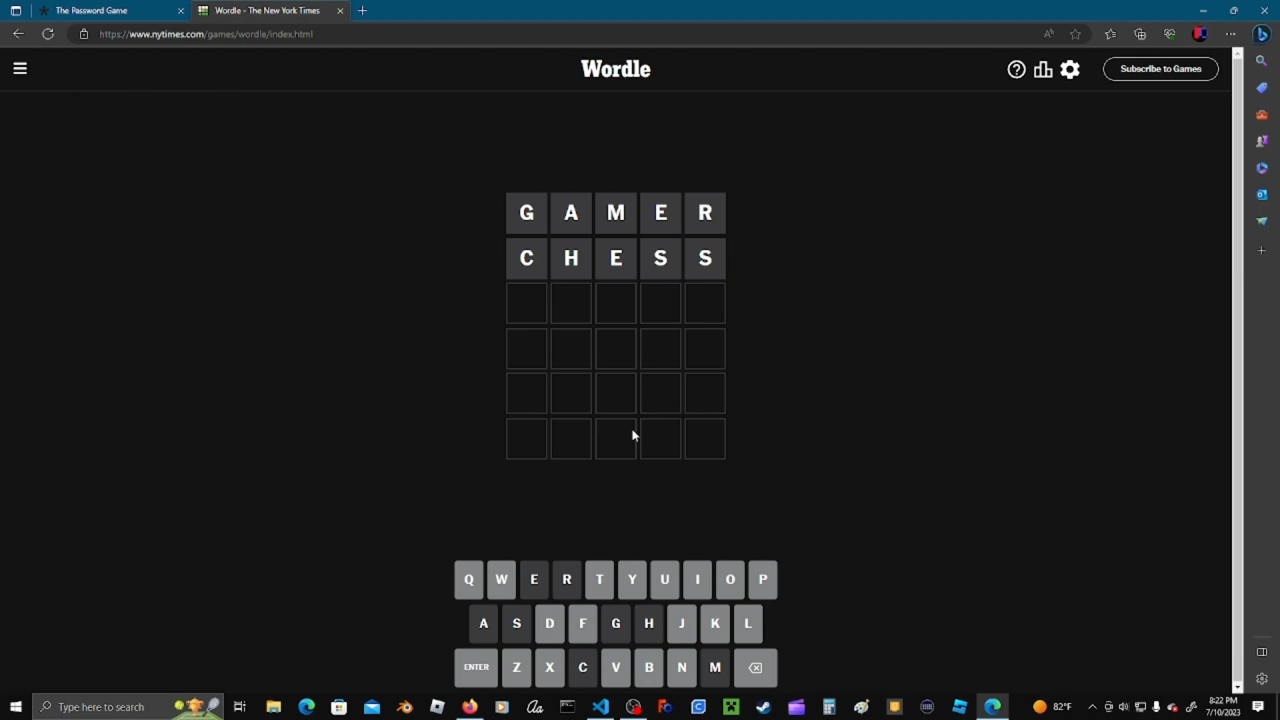 The Password Game
Wordle - The New York Times
https://www.nytimes.com/games/wordle/index.html
Wordle
Subscribe to Games
G A M E R
C H E S S
Q W E R T Y U I O P
A S D F G H J K L
ENTER Z X C V B N M
Type here to search
82°F
8:22 PM
7/10/2023